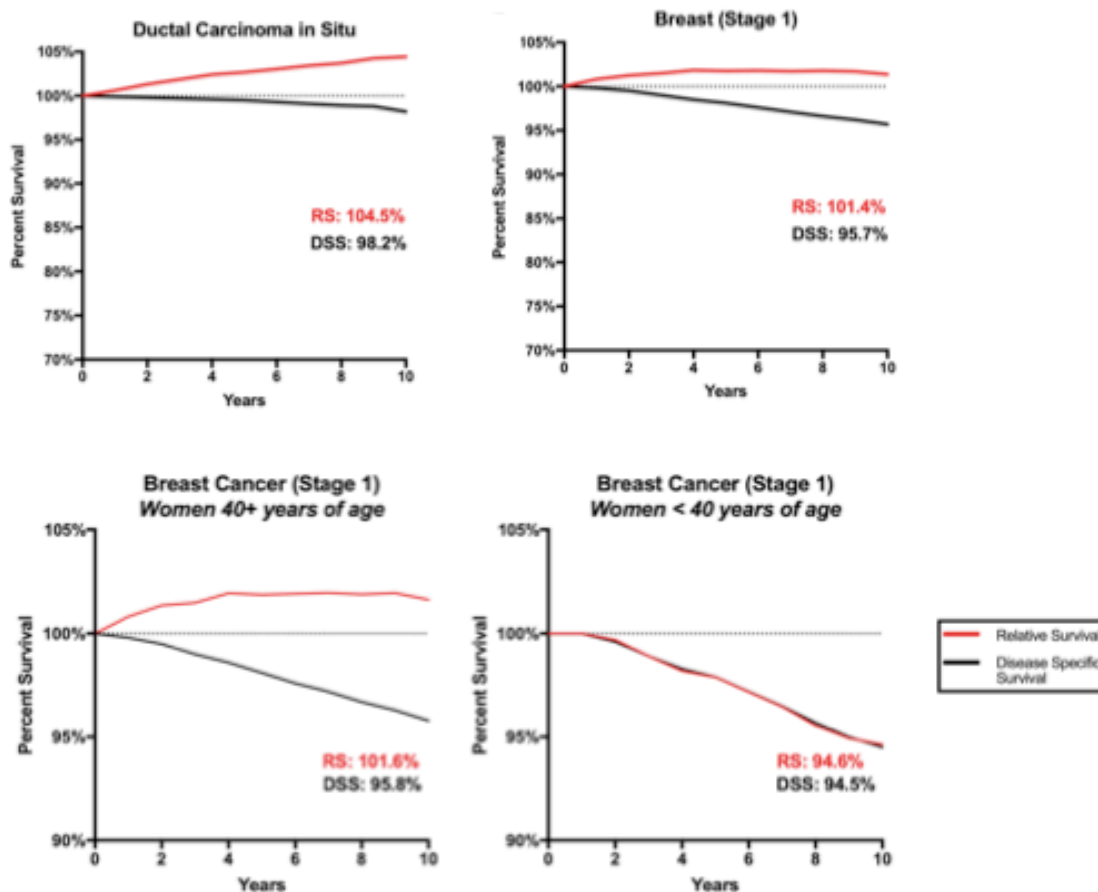 Ductal Carcinoma in Situ
105%
100%
95%
90%
85%
80%
75%
70%
Percent Survival
RS: 104.5%
DSS: 98.2%
0 2 4 6 8 10
Years
Breast (Stage 1)
105%
100%
95%
90%
85%
80%
75%
70%
Percent Survival
RS: 101.4%
DSS: 95.7%
0 2 4 6 8 10
Years
Breast Cancer (Stage 1)
Women 40+ years of age
105%
100%
95%
90%
Percent Survival
RS: 101.6%
DSS: 95.8%
0 2 4 6 8 10
Years
Breast Cancer (Stage 1)
Women < 40 years of age
105%
100%
95%
90%
Percent Survival
RS: 94.6%
DSS: 94.5%
0 2 4 6 8 10
Years
Relative Survival
Disease Specific
Survival